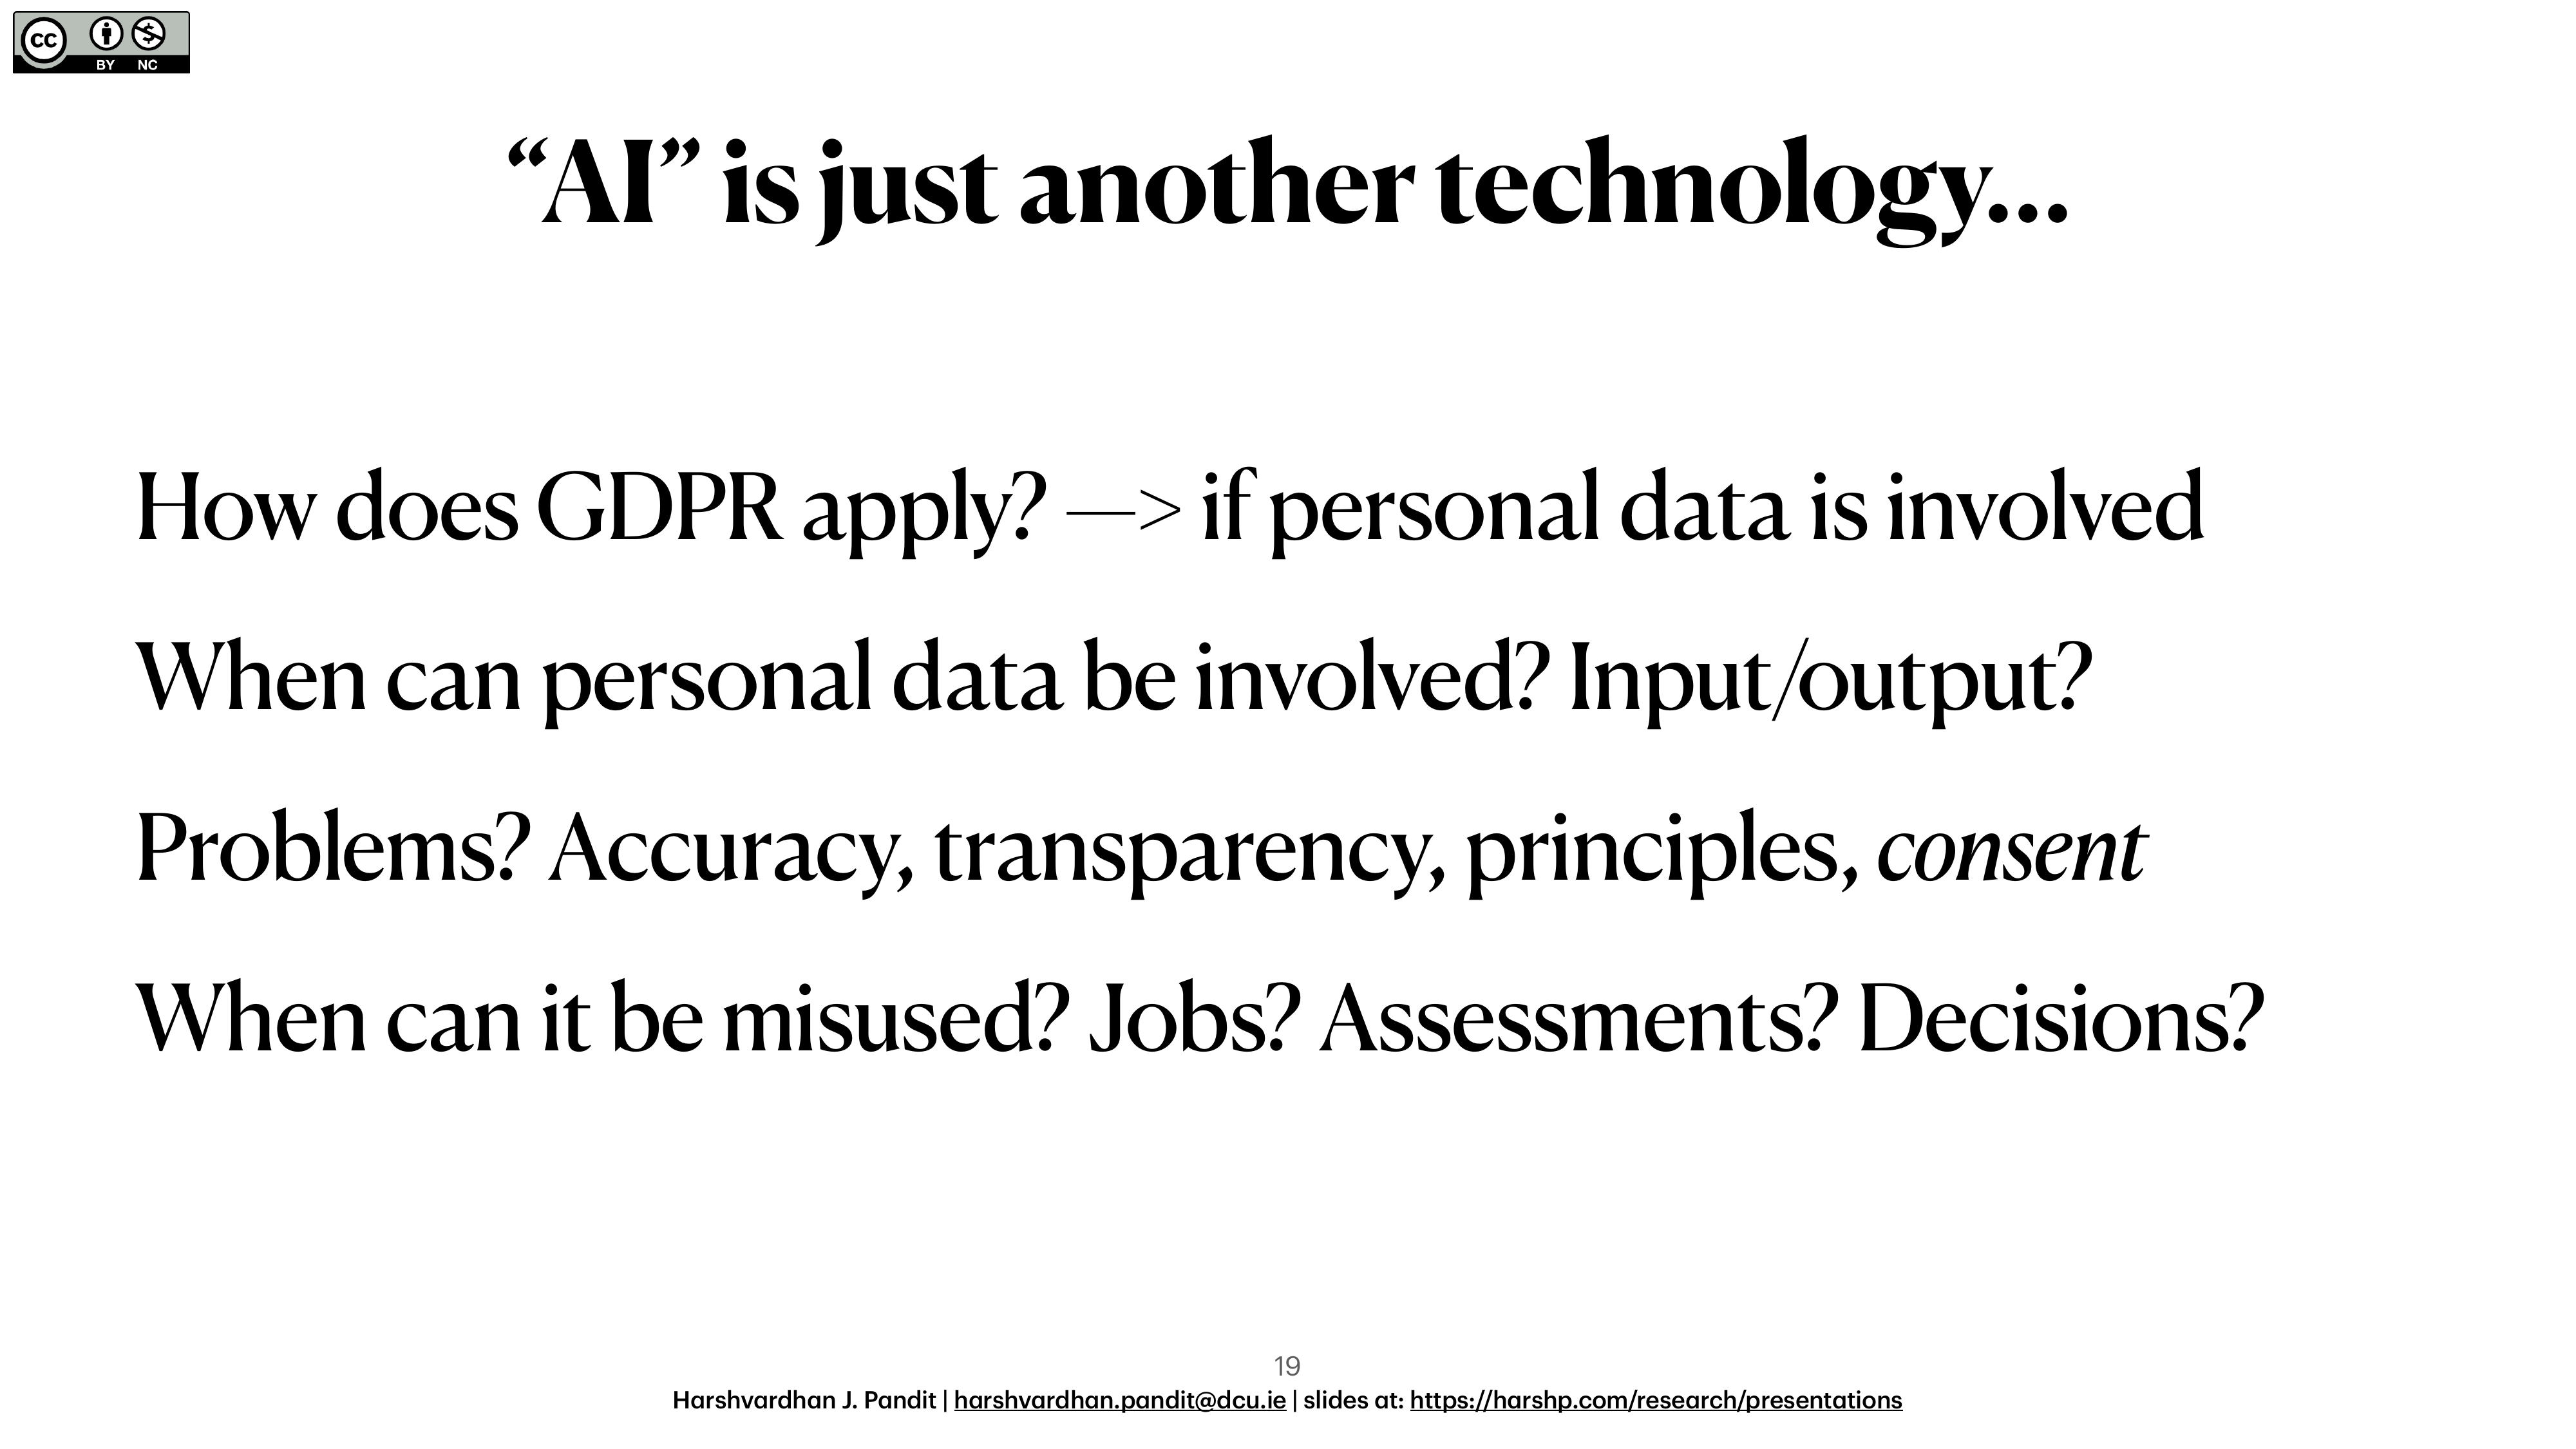 cc
BY NC
“AI” is just another technology…
How does GDPR apply? —> if personal data is involved
When can personal data be involved? Input/output?
Problems? Accuracy, transparency, principles, consent
When can it be misused? Jobs? Assessments? Decisions?
19
Harshvardhan J. Pandit | harshvardhan.pandit@dcu.ie | slides at: https://harshp.com/research/presentations